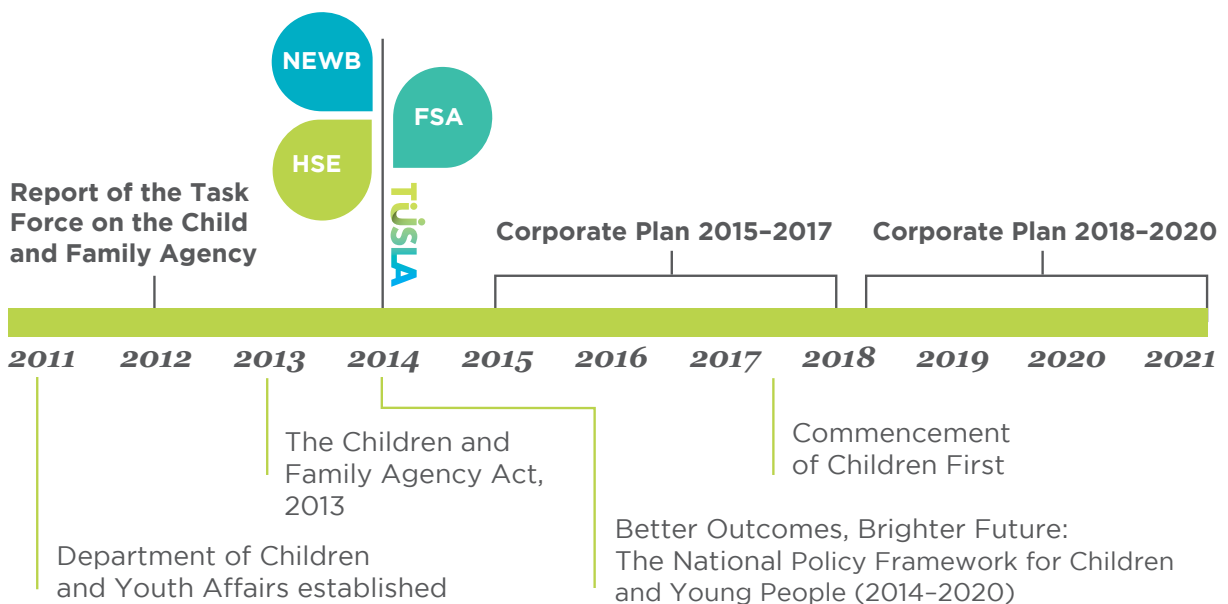 NEWB
FSA
HSE
TUSLA
Report of the Task
Force on the Child
and Family Agency
Corporate Plan 2015–2017
Corporate Plan 2018–2020
2011 2012 2013 2014 2015 2016 2017 2018 2019 2020 2021
The Children and
Family Agency Act,
2013
Commencement
of Children First
Department of Children
and Youth Affairs established
Better Outcomes, Brighter Future:
The National Policy Framework for Children
and Young People (2014–2020)